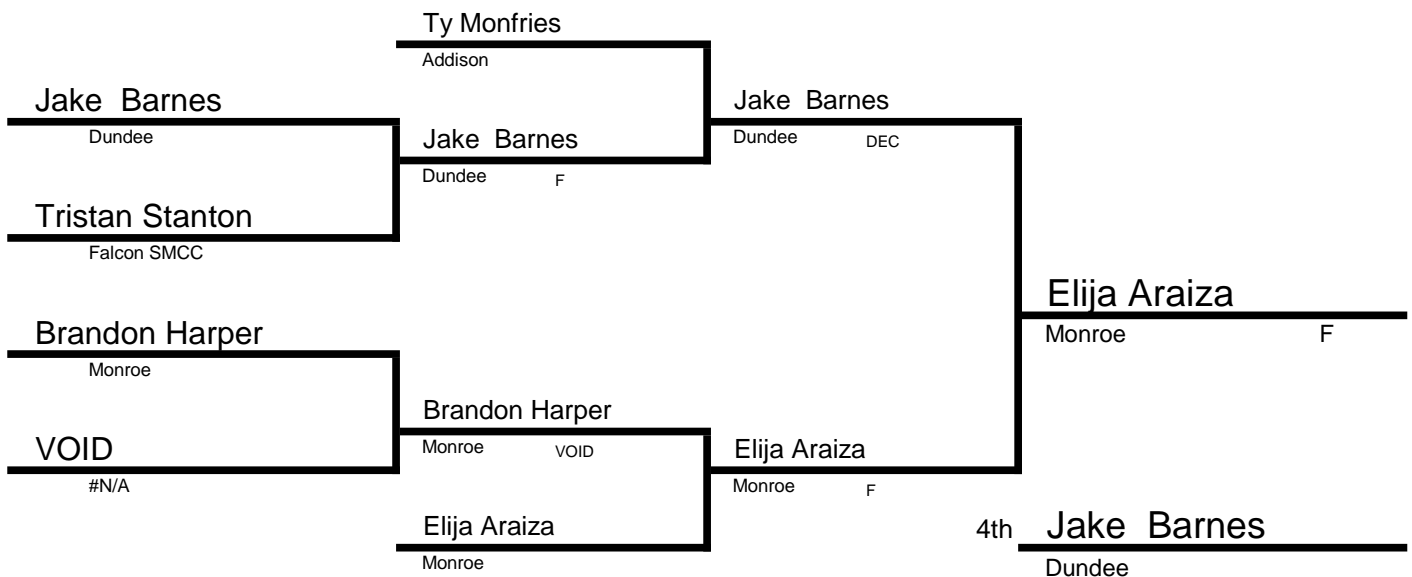 Ty Monfries
Addison
Jake Barnes
Dundee
Jake Barnes
Dundee DEC
Jake Barnes
Dundee F
Tristan Stanton
Falcon SMCC
Elija Araiza
Monroe F
Brandon Harper
Monroe
Brandon Harper
Monroe VOID
VOID
#N/A
Elija Araiza
Monroe F
Elija Araiza
Monroe
4th Jake Barnes
Dundee